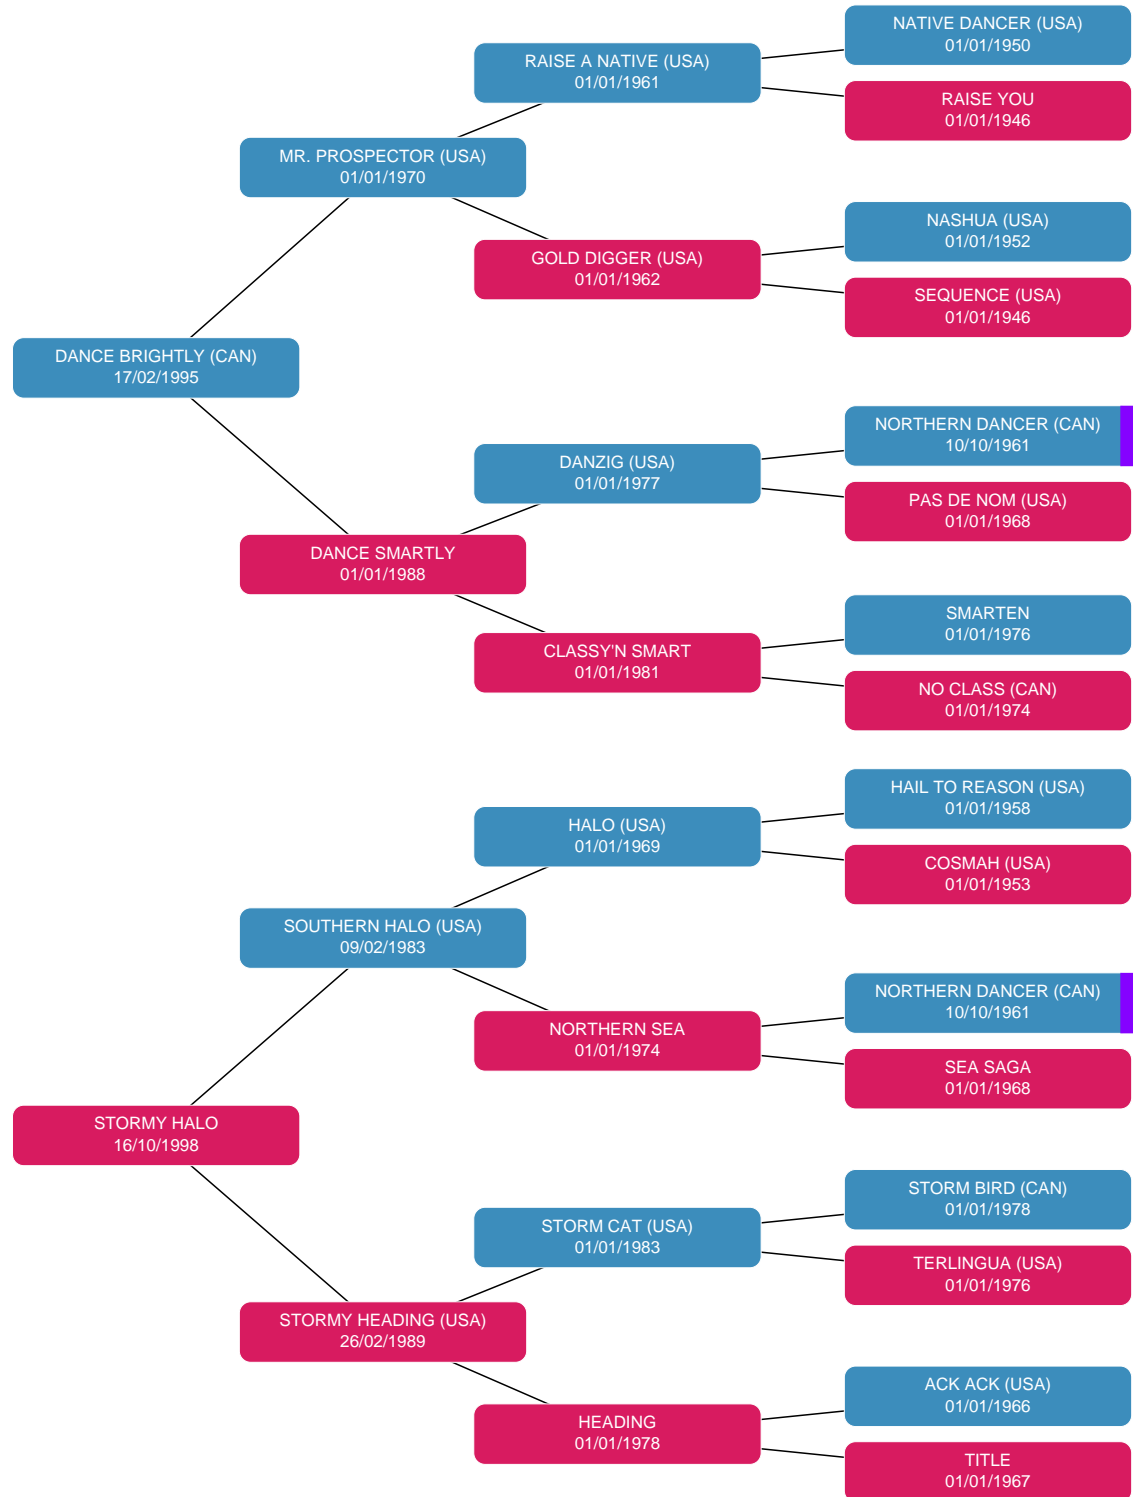 NATIVE DANCER (USA)
01/01/1950
RAISE A NATIVE (USA)
01/01/1961
RAISE YOU
01/01/1946
MR. PROSPECTOR (USA)
01/01/1970
NASHUA (USA)
01/01/1952
GOLD DIGGER (USA)
01/01/1962
SEQUENCE (USA)
01/01/1946
DANCE BRIGHTLY (CAN)
17/02/1995
NORTHERN DANCER (CAN)
10/10/1961
DANZIG (USA)
01/01/1977
PAS DE NOM (USA)
01/01/1968
DANCE SMARTLY
01/01/1988
SMARTEN
01/01/1976
CLASSY'N SMART
01/01/1981
NO CLASS (CAN)
01/01/1974
HAIL TO REASON (USA)
01/01/1958
HALO (USA)
01/01/1969
COSMAH (USA)
01/01/1953
SOUTHERN HALO (USA)
09/02/1983
NORTHERN DANCER (CAN)
10/10/1961
NORTHERN SEA
01/01/1974
SEA SAGA
01/01/1968
STORMY HALO
16/10/1998
STORM BIRD (CAN)
01/01/1978
STORM CAT (USA)
01/01/1983
TERLINGUA (USA)
01/01/1976
STORMY HEADING (USA)
26/02/1989
ACK ACK (USA)
01/01/1966
HEADING
01/01/1978
TITLE
01/01/1967